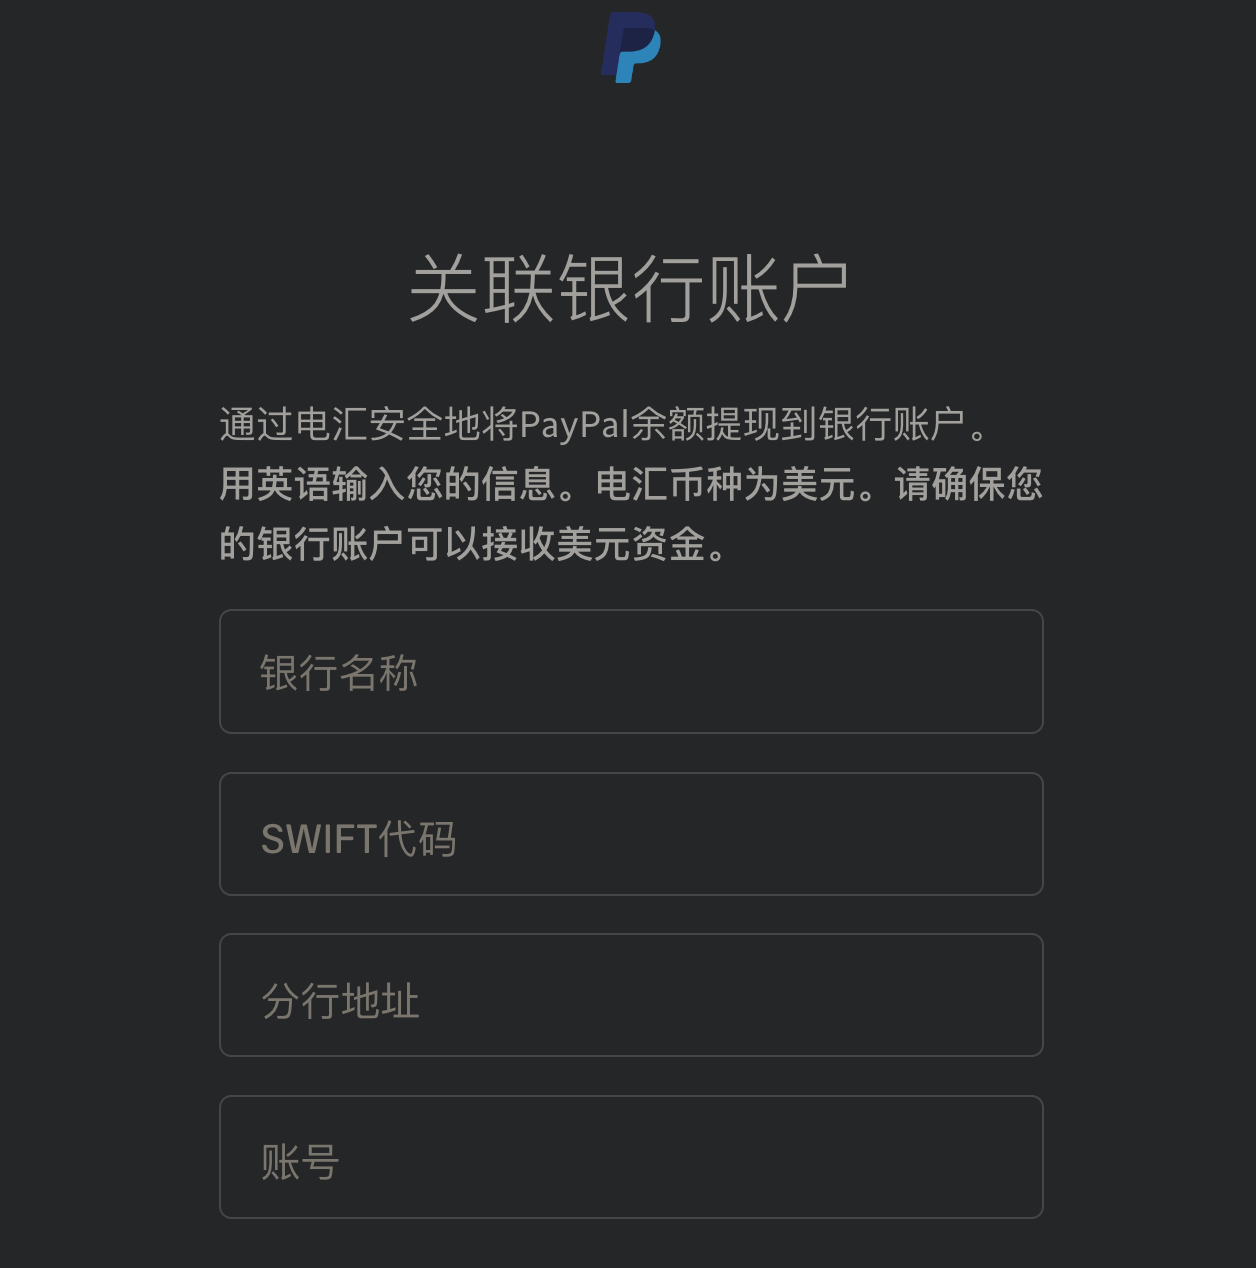 关联银行账户
通过电汇安全地将PayPal余额提现到银行账户。
用英语输入您的信息。电汇币种为美元。请确保您
的银行账户可以接收美元资金。
银行名称
SWIFT代码
分行地址
账号